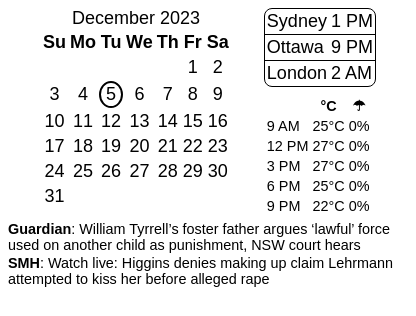 December 2023
Su Mo Tu We Th Fr Sa
1 2
3 4 5 6 7 8 9
10 11 12 13 14 15 16
17 18 19 20 21 22 23
24 25 26 27 28 29 30
31
Sydney 1 PM
Ottawa 9 PM
London 2 AM
°C ☂
9 AM 25°C 0%
12 PM 27°C 0%
3 PM 27°C 0%
6 PM 25°C 0%
9 PM 22°C 0%
Guardian: William Tyrrell’s foster father argues ‘lawful’ force
used on another child as punishment, NSW court hears
SMH: Watch live: Higgins denies making up claim Lehrmann
attempted to kiss her before alleged rape